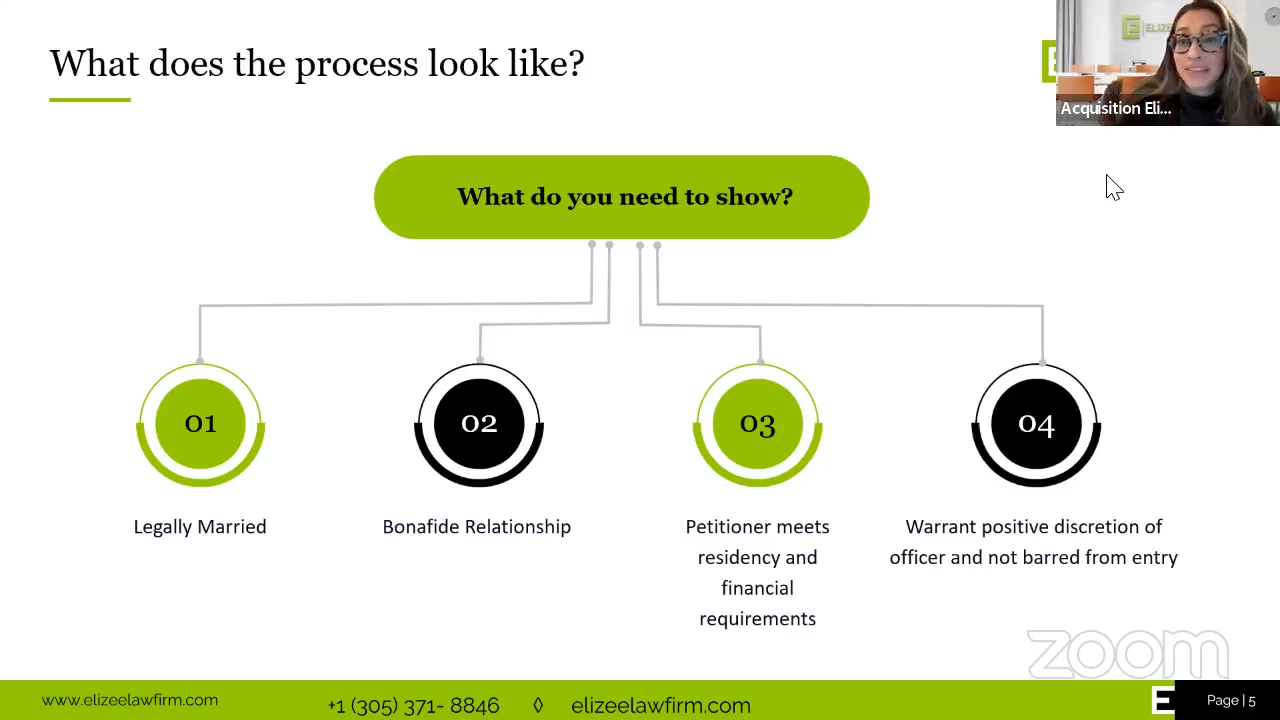 What does the process look like?
ELIZE
Acquisition Eli...
What do you need to show?
01
02
03
04
Legally Married
Bonafide Relationship
Petitioner meets
residency and
financial
requirements
Warrant positive discretion of
officer and not barred from entry
zoom
www.elizeelawfirm.com
+1 (305) 371- 8846 ◊ elizeelawfirm.com
E
Page | 5